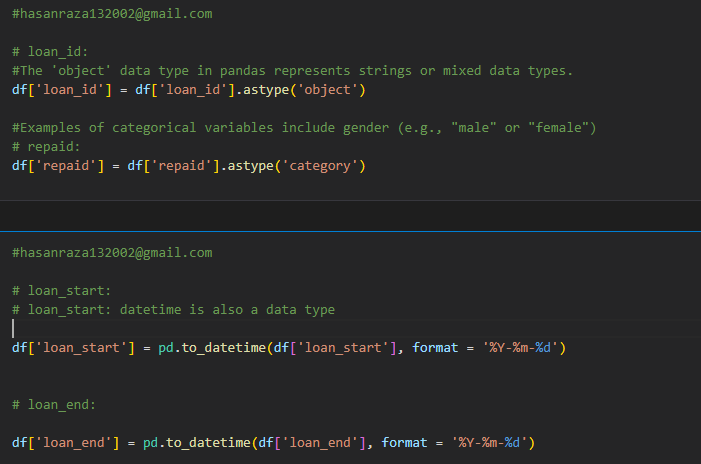 #hasanraza132002@gmail.com
# loan_id:
#The 'object' data type in pandas represents strings or mixed data types.
df['loan_id'] = df['loan_id'].astype('object')
#Examples of categorical variables include gender (e.g., "male" or "female")
# repaid:
df['repaid'] = df['repaid'].astype('category')
#hasanraza132002@gmail.com
# loan_start:
# loan_start: datetime is also a data type
df['loan_start'] = pd.to_datetime(df['loan_start'], format = '%Y-%m-%d')
# loan_end:
df['loan_end'] = pd.to_datetime(df['loan_end'], format = '%Y-%m-%d')